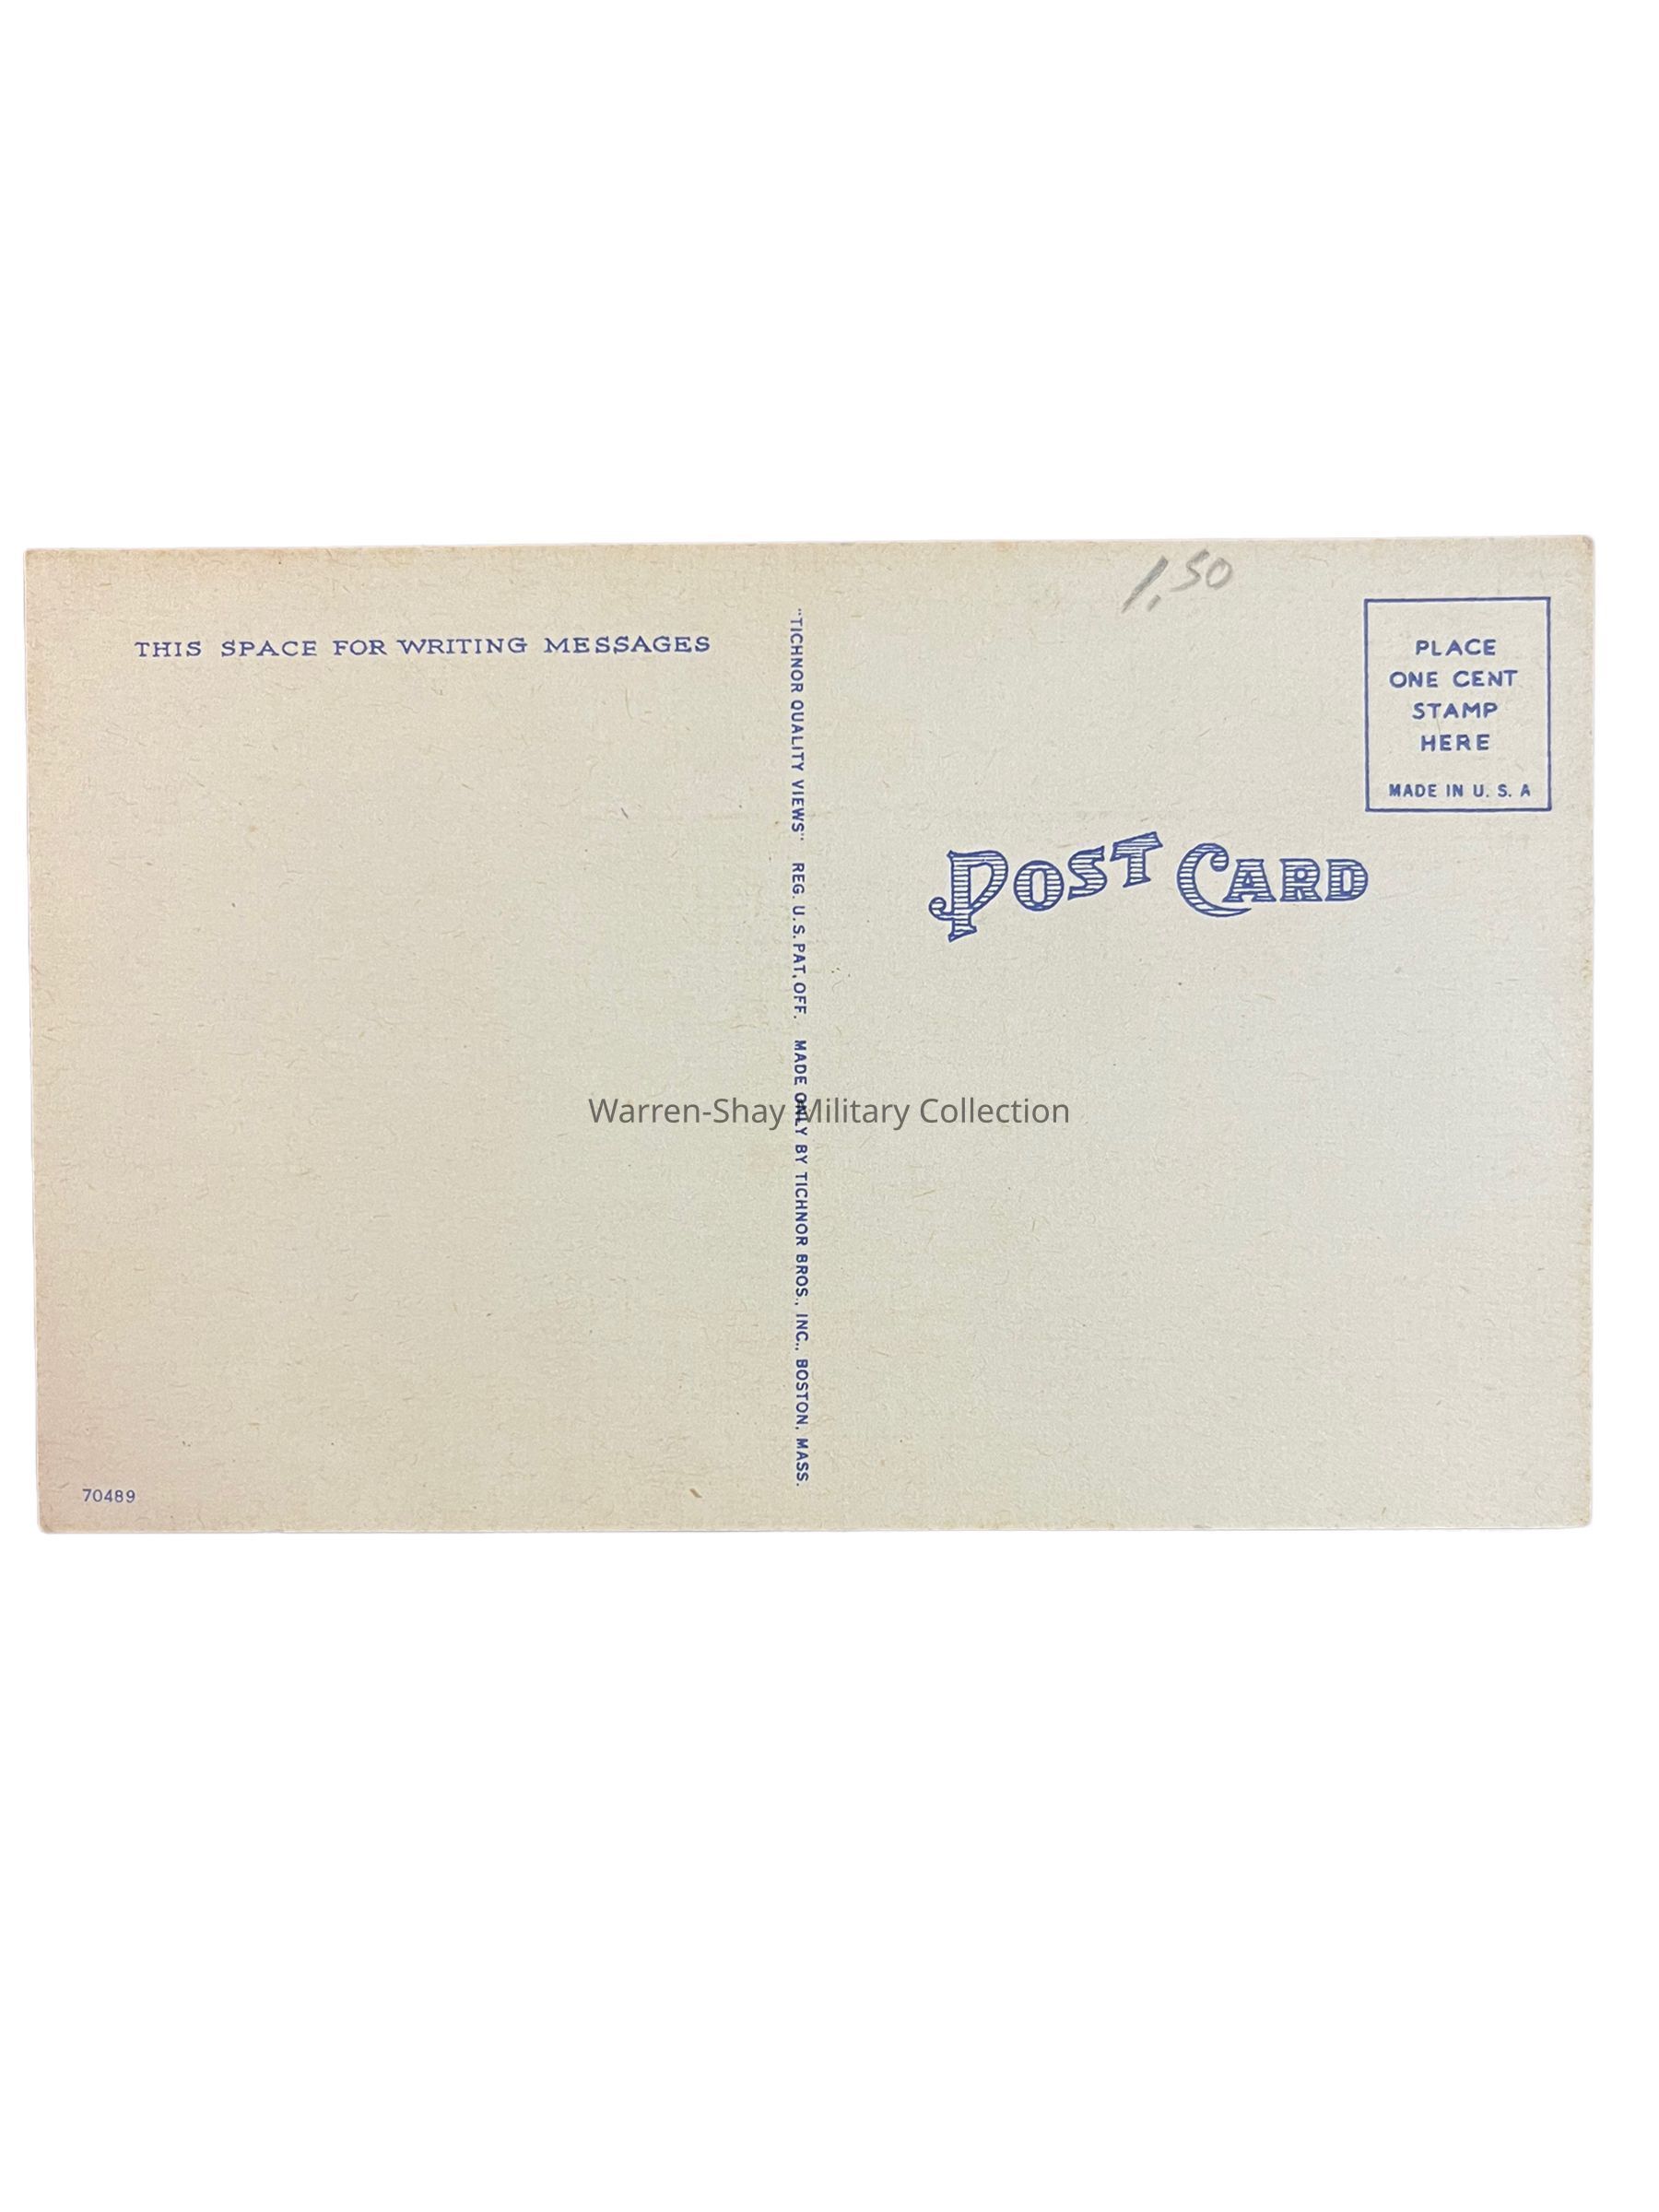 1.50
THIS SPACE FOR WRITING MESSAGES
"TICHNOR QUALITY VIEWS" REG. U. S. PAT. OFF. MADE ONLY BY TICHNOR BROS., INC., BOSTON, MASS.
PLACE
ONE CENT
STAMP
HERE
MADE IN U. S. A
POST CARD
Warren-Shay Military Collection
70489